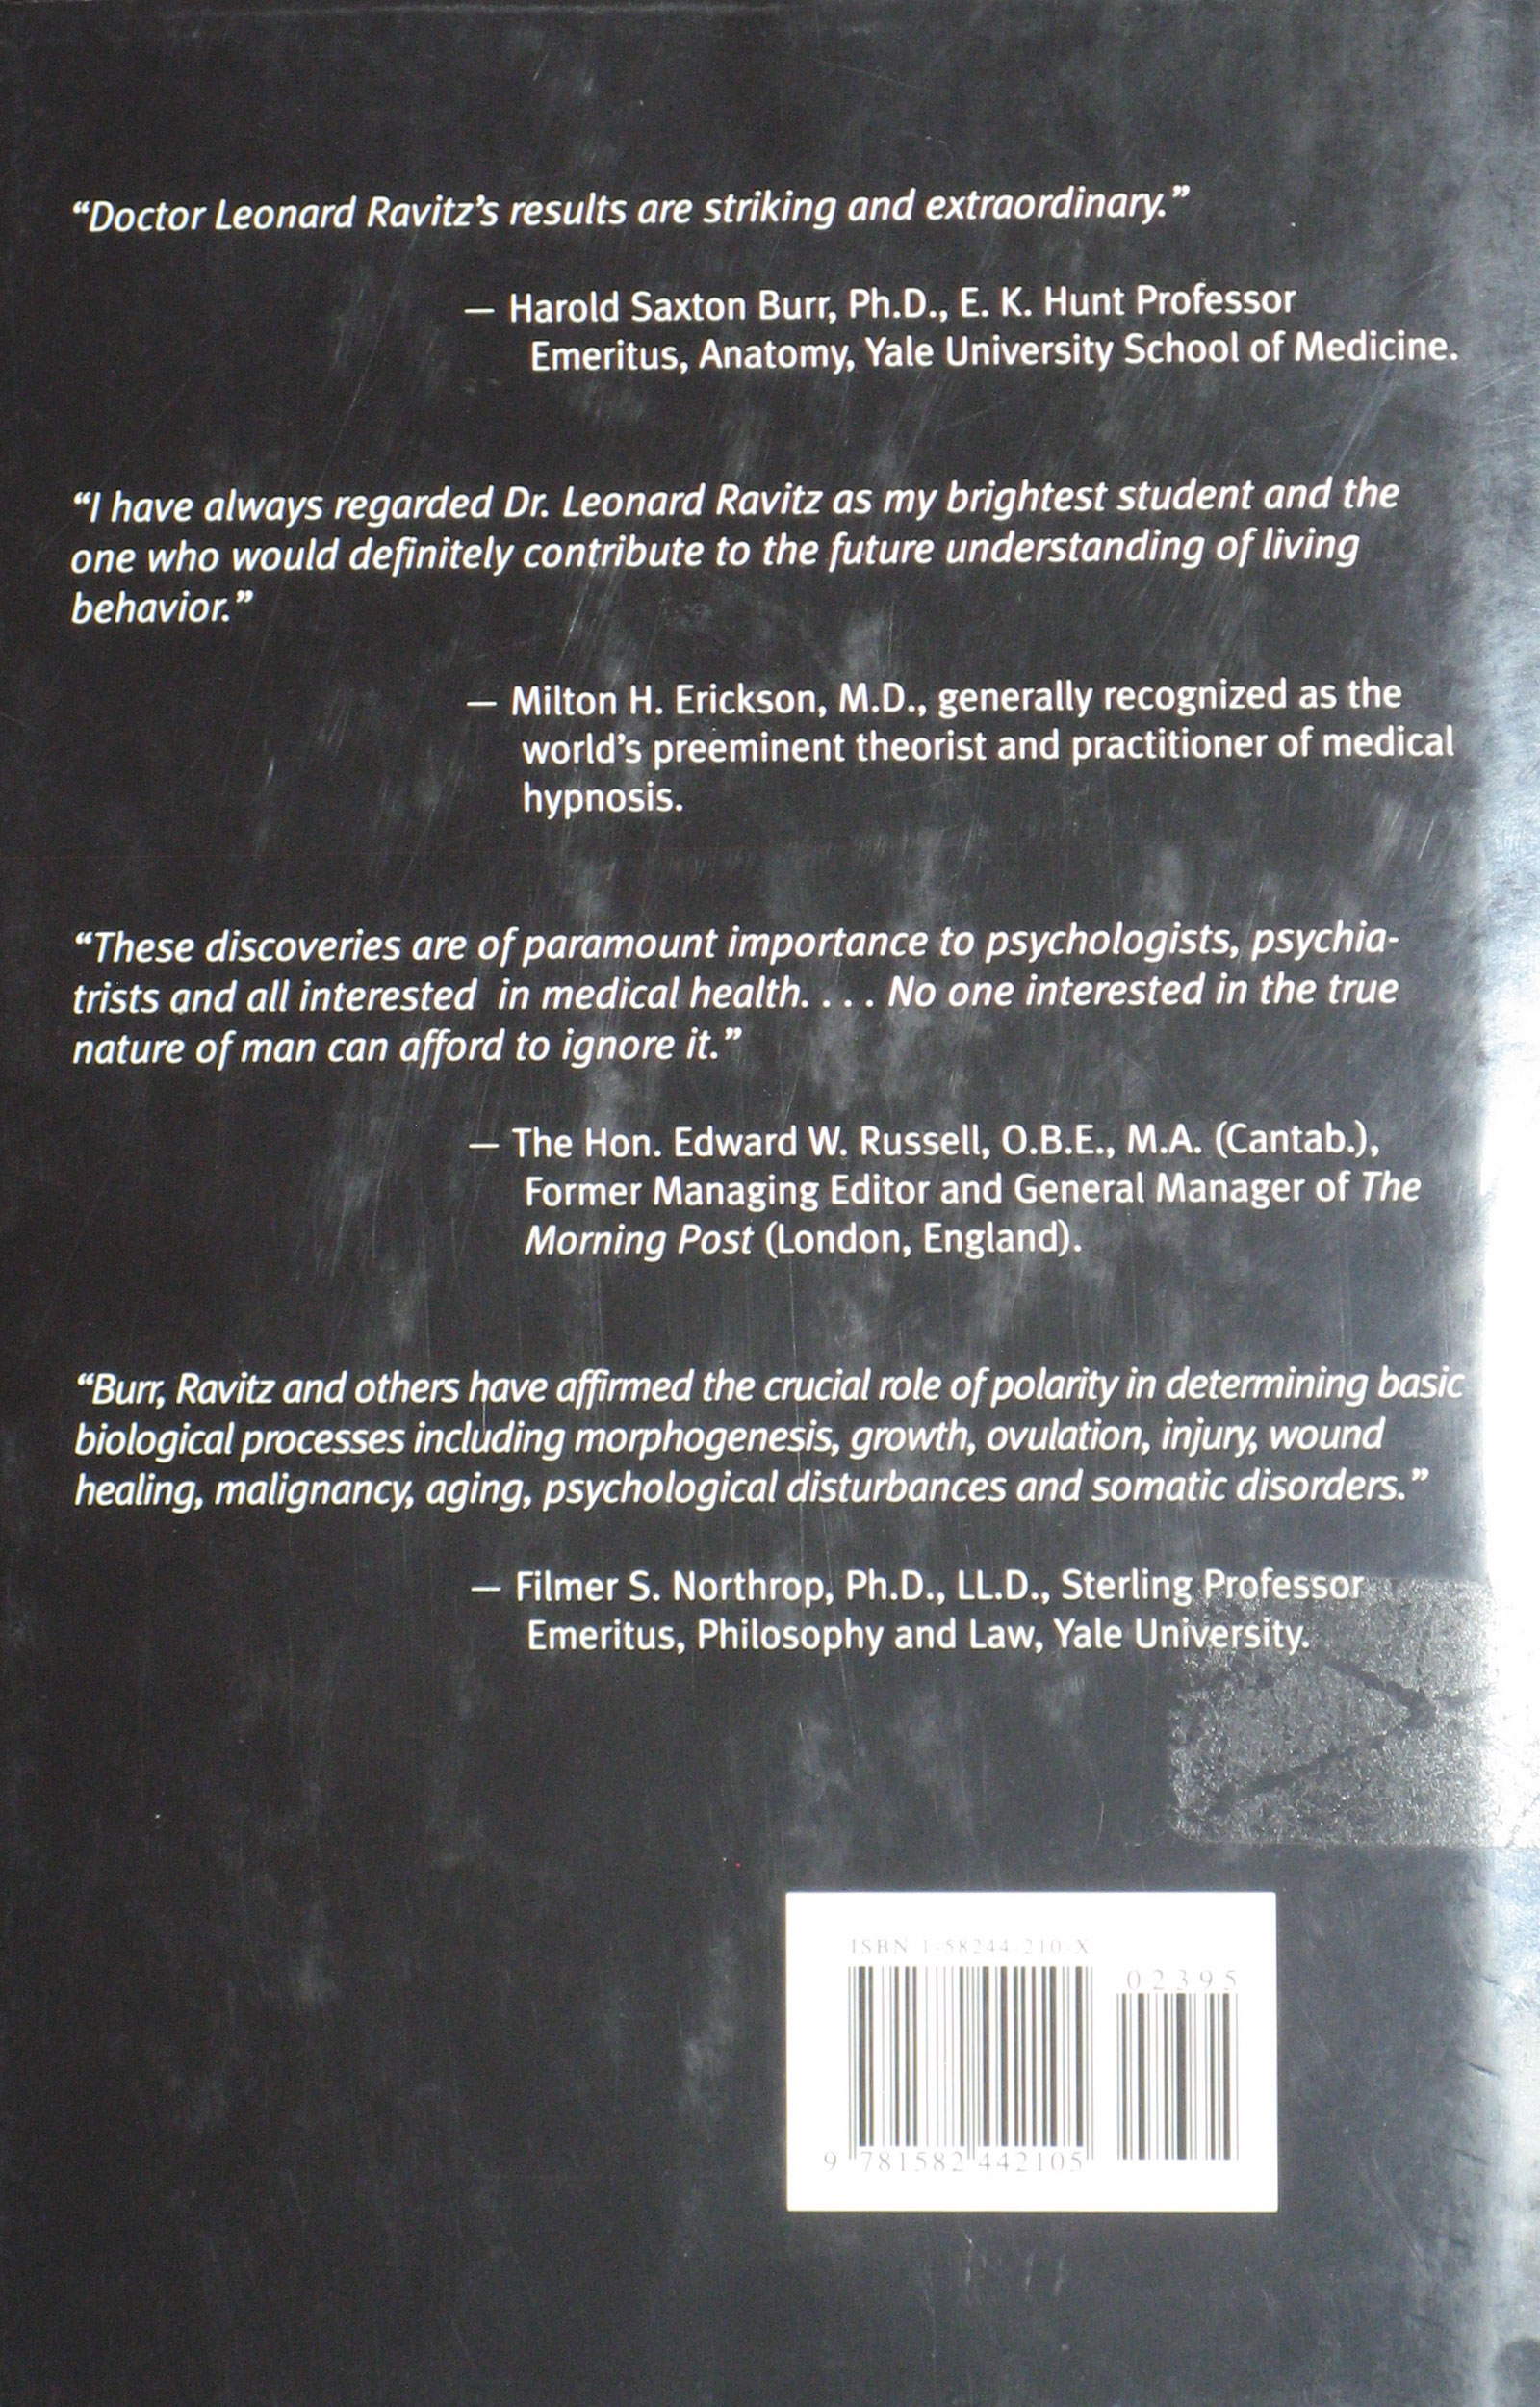 “Doctor Leonard Ravitz’s results are striking and extraordinary.”
— Harold Saxton Burr, Ph.D., E. K. Hunt Professor
Emeritus, Anatomy, Yale University School of Medicine.
“I have always regarded Dr. Leonard Ravitz as my brightest student and the
one who would definitely contribute to the future understanding of living
behavior.”
— Milton H. Erickson, M.D., generally recognized as the
world’s preeminent theorist and practitioner of medical
hypnosis.
“These discoveries are of paramount importance to psychologists, psychia-
trists and all interested in medical health. . . . No one interested in the true
nature of man can afford to ignore it.”
— The Hon. Edward W. Russell, O.B.E., M.A. (Cantab.),
Former Managing Editor and General Manager of The
Morning Post (London, England).
“Burr, Ravitz and others have affirmed the crucial role of polarity in determining basic
biological processes including morphogenesis, growth, ovulation, injury, wound
healing, malignancy, aging, psychological disturbances and somatic disorders.”
— Filmer S. Northrop, Ph.D., LL.D., Sterling Professor
Emeritus, Philosophy and Law, Yale University.
ISBN 1-58244-210-X
02395
9 781582 442105